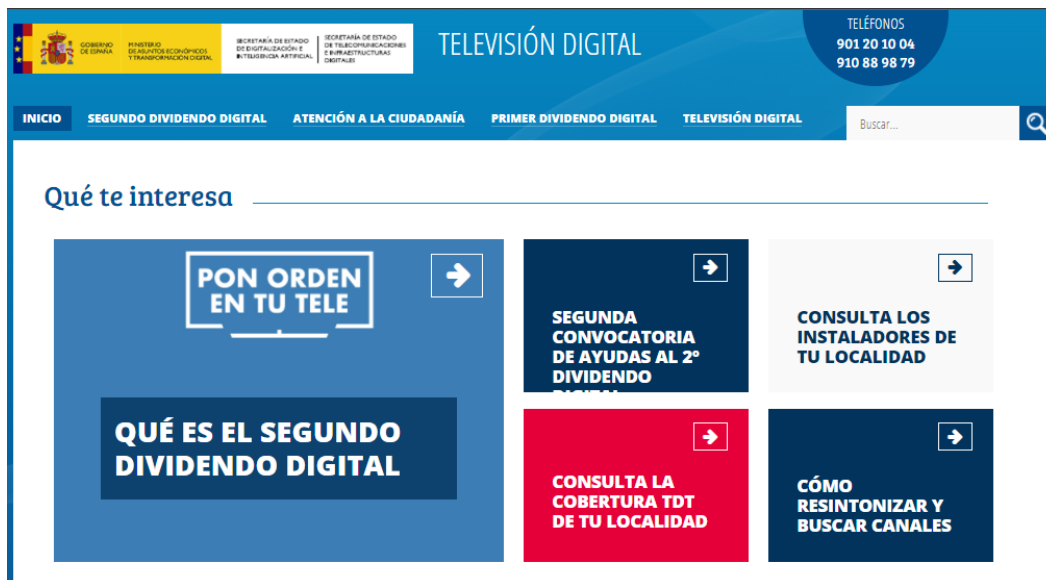 GOBIERNO
DE ESPAÑA
MINISTERIO
DE ASUNTOS ECONÓMICOS
Y TRANSFORMACIÓN DIGITAL
SECRETARÍA DE ESTADO
DE DIGITALIZACIÓN E
INTELIGENCIA ARTIFICIAL
SECRETARÍA DE ESTADO
DE TELECOMUNICACIONES
E INFRAESTRUCTURAS
DIGITALES
TELEVISIÓN DIGITAL
TELÉFONOS
901 20 10 04
910 88 98 79
INICIO SEGUNDO DIVIDENDO DIGITAL ATENCIÓN A LA CIUDADANÍA PRIMER DIVIDENDO DIGITAL TELEVISIÓN DIGITAL Buscar...
Qué te interesa
PON ORDEN
EN TU TELE
QUÉ ES EL SEGUNDO
DIVIDENDO DIGITAL
SEGUNDA
CONVOCATORIA
DE AYUDAS AL 2º
DIVIDENDO
CONSULTA LOS
INSTALADORES DE
TU LOCALIDAD
CONSULTA LA
COBERTURA TDT
DE TU LOCALIDAD
CÓMO
RESINTONIZAR Y
BUSCAR CANALES